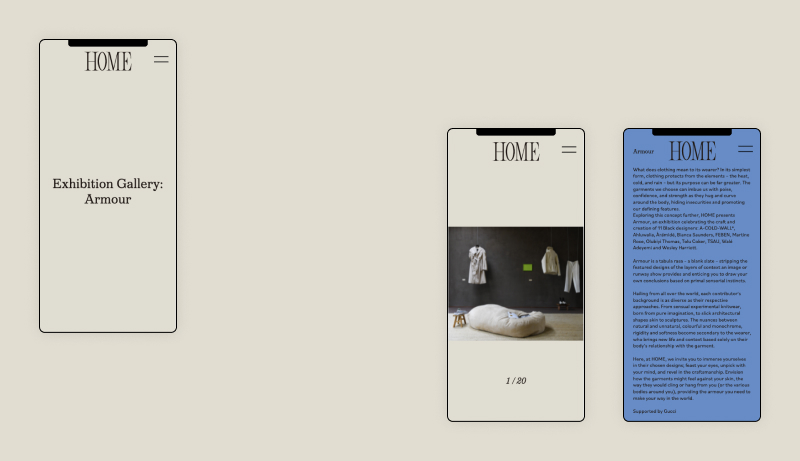 HOME
Exhibition Gallery:
Armour
HOME
1 / 20
Armour
HOME
What does clothing mean to its wearer? In its simplest
form, clothing protects from the elements – the heat,
cold, and rain – but its purpose can be far greater. The
garments we choose can imbue us with poise,
confidence, and strength as they hug and curve
around the body, hiding insecurities and promoting
our defining features.
Exploring this concept further, HOME presents
Armour, an exhibition celebrating the craft and
creation of 11 Black designers: A-COLD-WALL*,
Ahluwalia, Bianca Saunders, FEBEN, Martine
Rose, Olubiyi Thomas, Tolu Coker, TSAU,
Adeyemi and Wesley Harriott.
Armour is a tabula rasa – a blank slate – stripping the
featured designs of the layers of context an image or
runway show provides and enticing you to draw your
own conclusions based on primal sensorial instincts.
Hailing from all over the world, each contributor's
background is as diverse as their respective
approaches. From sensual experimental knitwear,
born from pure imagination, to slick architectural
shapes akin to sculptures. The nuances between
natural and unnatural, colourful and monochrome,
rigidity and softness become secondary to the wearer,
who brings new life and context based solely on their
body's relationship with the garment.
Here, at HOME, we invite you to immerse yourselves
in their chosen designs, feast your eyes, unpick with
your mind, and revel in the craftsmanship. Envision
how the garments might feel against your skin, the
way they would cling or hang from you (or the various
bodies around you), providing the armour you need to
make your way in the world.
Supported by Gucci